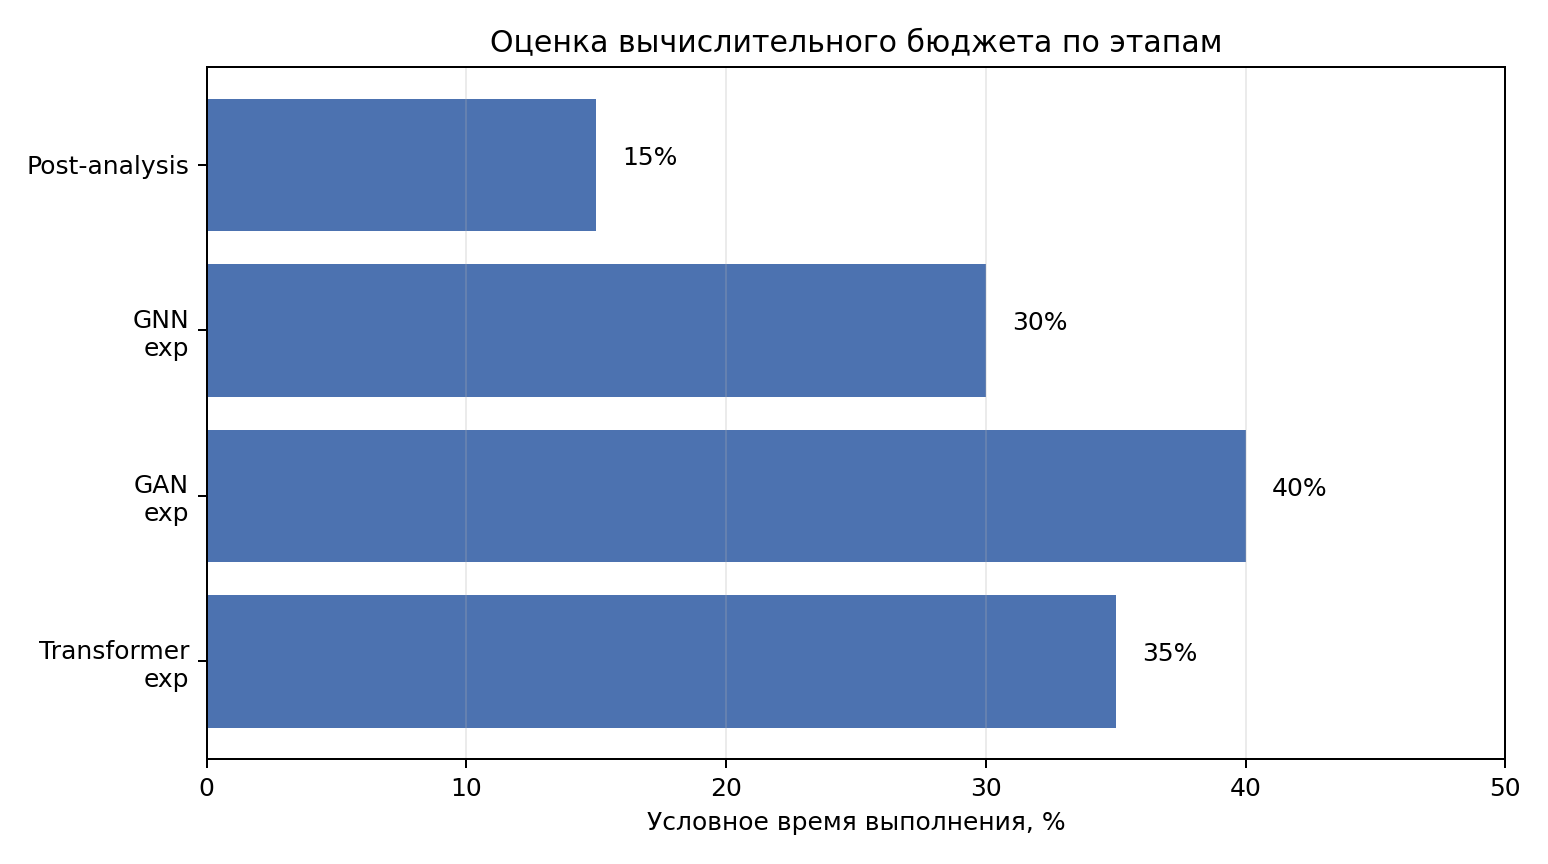 Оценка вычислительного бюджета по этапам
Post-analysis
15%
GNN
exp
30%
GAN
exp
40%
Transformer
exp
35%
0 10 20 30 40 50
Условное время выполнения, %